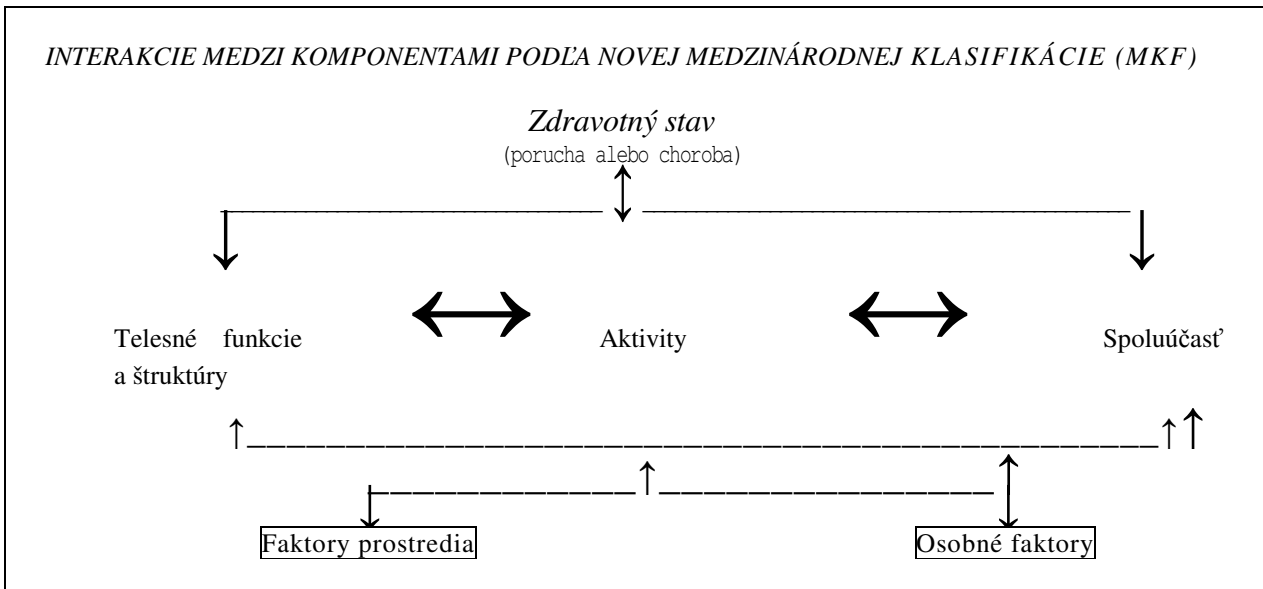 INTERAKCIE MEDZI KOMPONENTAMI PODĽA NOVEJ MEDZINÁRODNEJ KLASIFIKÁCIE (MKF)
Zdravotný stav
(porucha alebo choroba)
Telesné funkcie Aktivity Spoluúčasť
a štruktúry
Faktory prostredia Osobné faktory